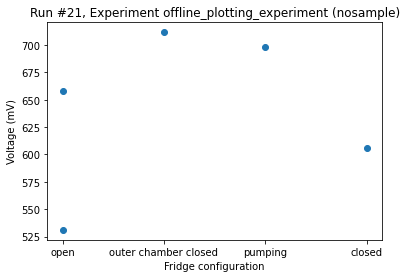 Run #21, Experiment offline_plotting_experiment (nosample)
Voltage (mV)
700
675
650
625
600
575
550
525
open outer chamber closed pumping closed
Fridge configuration